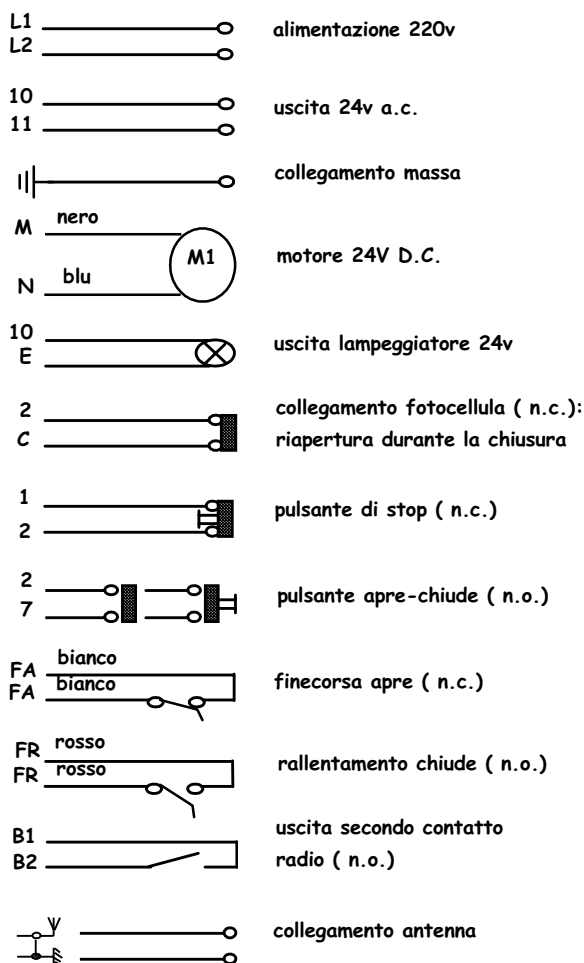 L1
L2
alimentazione 220v
10
11
uscita 24v a.c.
collegamento massa
M nero
N blu
M1
motore 24V D.C.
10
E
uscita lampeggiatore 24v
2
C
collegamento fotocellula ( n.c.):
riapertura durante la chiusura
1
2
pulsante di stop ( n.c.)
2
7
pulsante apre-chiude ( n.o.)
FA bianco
FA bianco
finecorsa apre ( n.c.)
FR rosso
FR rosso
rallentamento chiude ( n.o.)
B1
B2
uscita secondo contatto
radio ( n.o.)
collegamento antenna